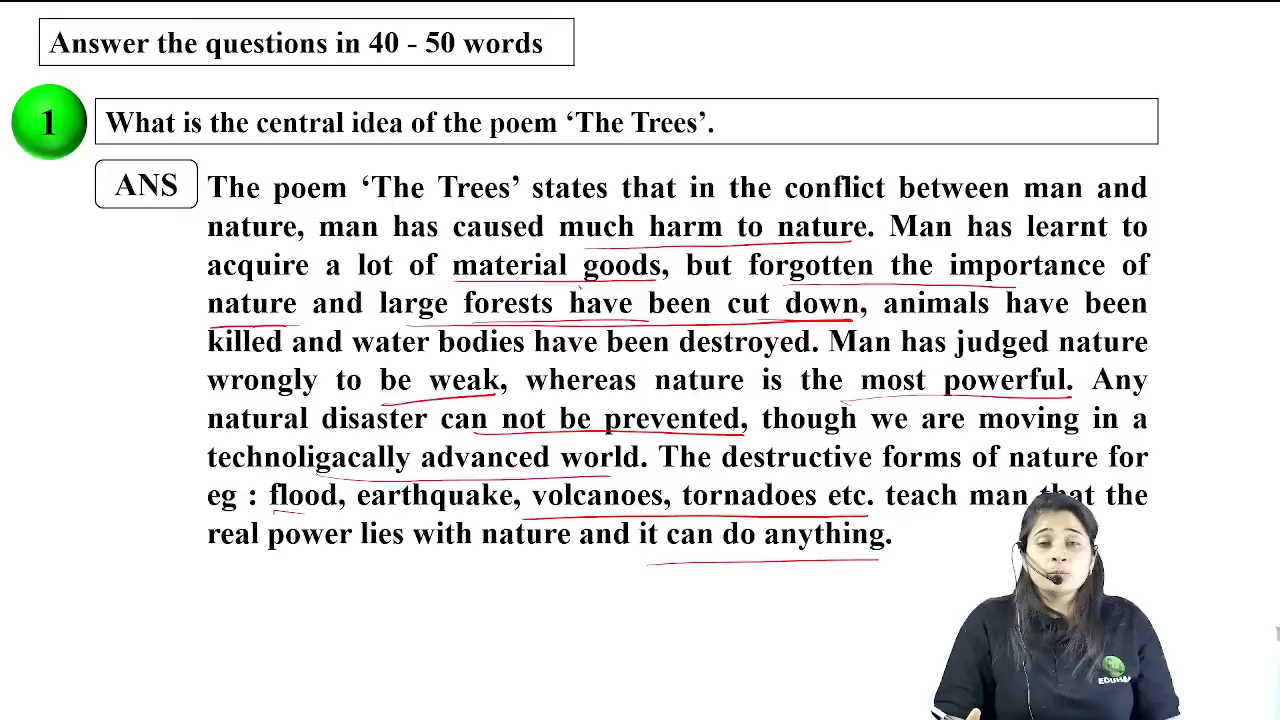 Answer the questions in 40 - 50 words
1
What is the central idea of the poem ‘The Trees’.
ANS
The poem ‘The Trees’ states that in the conflict between man and
nature, man has caused much harm to nature. Man has learnt to
acquire a lot of material goods, but forgotten the importance of
nature and large forests have been cut down, animals have been
killed and water bodies have been destroyed. Man has judged nature
wrongly to be weak, whereas nature is the most powerful. Any
natural disaster can not be prevented, though we are moving in a
technoligacally advanced world. The destructive forms of nature for
eg : flood, earthquake, volcanoes, tornadoes etc. teach man that the
real power lies with nature and it can do anything.